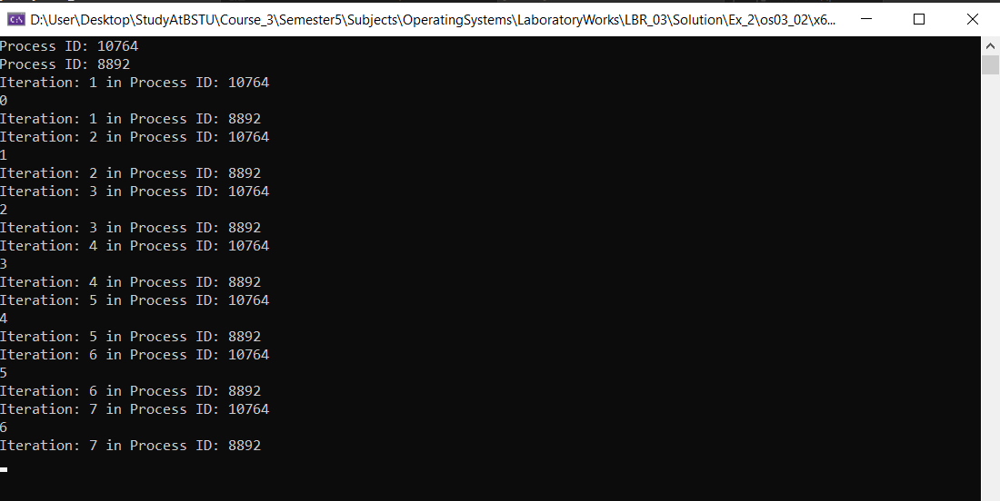 D:\User\Desktop\StudyAtBSTU\Course_3\Semester5\Subjects\OperatingSystems\LaboratoryWorks\LBR_03\Solution\Ex_2\os03_02\x6...
Process ID: 10764
Process ID: 8892
Iteration: 1 in Process ID: 10764
0
Iteration: 1 in Process ID: 8892
Iteration: 2 in Process ID: 10764
1
Iteration: 2 in Process ID: 8892
Iteration: 3 in Process ID: 10764
2
Iteration: 3 in Process ID: 8892
Iteration: 4 in Process ID: 10764
3
Iteration: 4 in Process ID: 8892
Iteration: 5 in Process ID: 10764
4
Iteration: 5 in Process ID: 8892
Iteration: 6 in Process ID: 10764
5
Iteration: 6 in Process ID: 8892
Iteration: 7 in Process ID: 10764
6
Iteration: 7 in Process ID: 8892